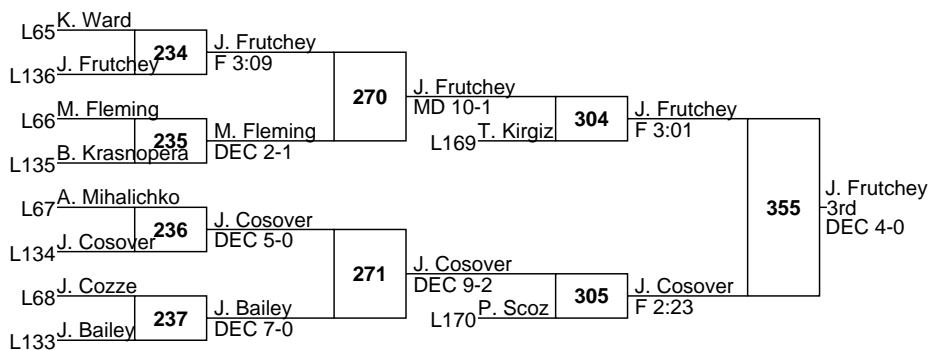 K. Ward
L65
234
J. Frutchey
F 3:09
L136
J. Frutchey
270
J. Frutchey
MD 10-1
M. Fleming
L66
235
M. Fleming
DEC 2-1
L135
B. Krasnopera
304
J. Frutchey
F 3:01
L169
T. Kirgiz
A. Mihalichko
L67
236
J. Cosover
DEC 5-0
L134
J. Cosover
271
J. Cosover
DEC 9-2
J. Cozze
L68
237
J. Bailey
DEC 7-0
L133
J. Bailey
305
J. Cosover
F 2:23
L170
P. Scoz
355
J. Frutchey
3rd
DEC 4-0